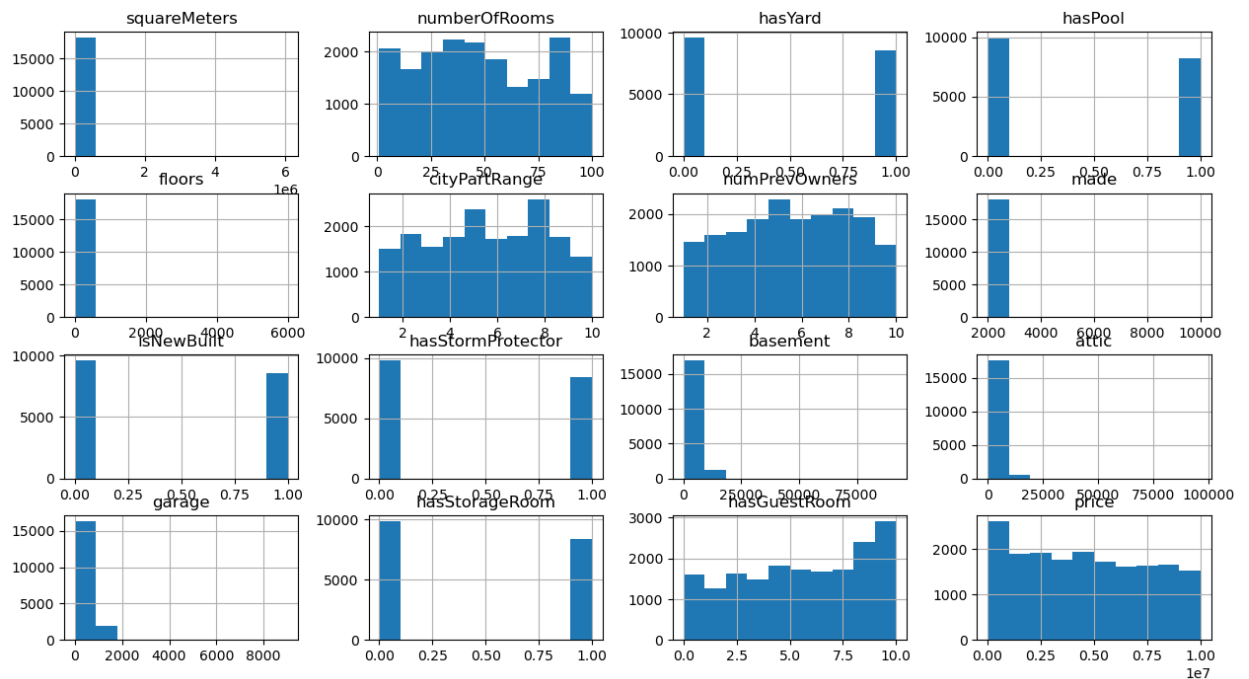 squareMeters numberOfRooms hasYard hasPool
15000 2000 10000 10000
10000 5000 5000
5000 1000
0 0 0 0
0 2 4 6 0 25 50 75 100 0.00 0.25 0.50 0.75 1.00 0.00 0.25 0.50 0.75 1.00
1e6
floors cityPartRange numPrevOwners made
15000 2000 2000 15000
10000 10000
5000 1000 1000 5000
0 0 0 0
0 2000 4000 6000 2 4 6 8 10 2 4 6 8 10 2000 4000 6000 8000 10000
isNewBuilt hasStormProtector basement attic
10000 10000 15000 15000
5000 5000 10000 10000
5000 5000
0 0 0 0
0.00 0.25 0.50 0.75 1.00 0.00 0.25 0.50 0.75 1.00 0 25000 50000 75000 0 25000 50000 75000 100000
garage hasStorageRoom hasGuestRoom price
15000 10000 3000
10000 2000 2000
5000 5000 1000 1000
0 0 0 0
0 2000 4000 6000 8000 0.00 0.25 0.50 0.75 1.00 0.0 2.5 5.0 7.5 10.0 0.00 0.25 0.50 0.75 1.00
1e7